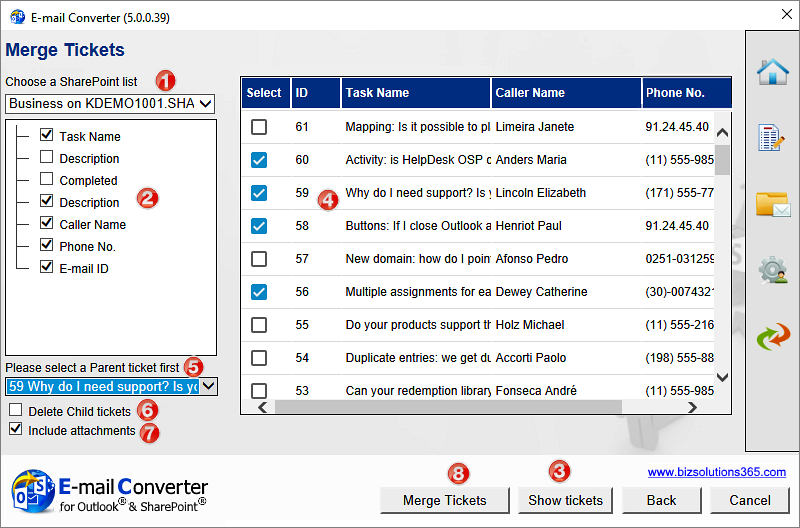 E-mail Converter (5.0.0.39)
Merge Tickets
Choose a SharePoint list
1
Business on KDEMO1001.SHA
Task Name
Description
Completed
Description
2
Caller Name
Phone No.
E-mail ID
Please select a Parent ticket first
5
59 Why do I need support? Is yo
Delete Child tickets
6
Include attachments
7
Select ID Task Name Caller Name Phone No.
61 Mapping: Is it possible to pl Limeira Janete 91.24.45.40
60 Activity: is HelpDesk OSP c Anders Maria (11) 555-985
59 4 Why do I need support? Is y Lincoln Elizabeth (171) 555-77
58 Buttons: If I close Outlook a Henriot Paul 91.24.45.40
57 New domain: how do I poin Afonso Pedro 0251-031259
56 Multiple assignments for ea Dewey Catherine (30)-0074321
55 Do your products support th Holz Michael (11) 555-216
54 Duplicate entries: we get du Accorti Paolo (198) 555-88
53 Can your redemption library Fonseca André (11) 555-985
8
3
www.bizsolutions365.com
O S
E-mail Converter
for Outlook® & SharePoint®
Merge Tickets
Show tickets
Back
Cancel